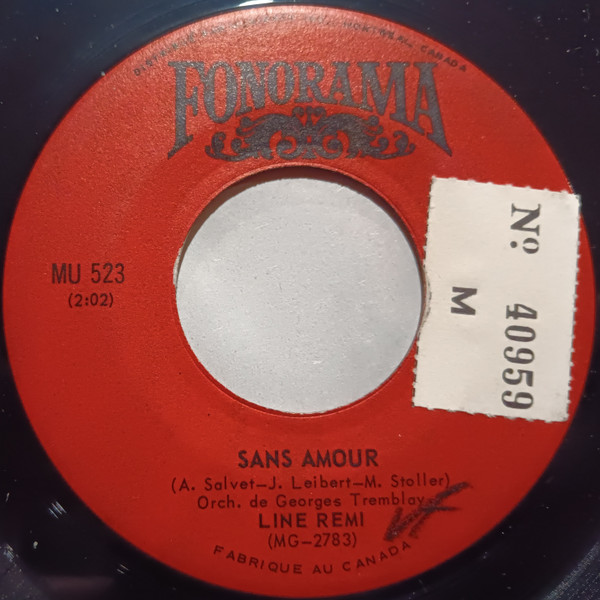 FONORAMA
MU 523
(2:02)
SANS AMOUR
(A. Salvet–J. Leibert–M. Stoller)
Orch. de Georges Tremblay
LINE REMI
(MG–2783)
FABRIQUE AU CANADA
Nº 40959
M